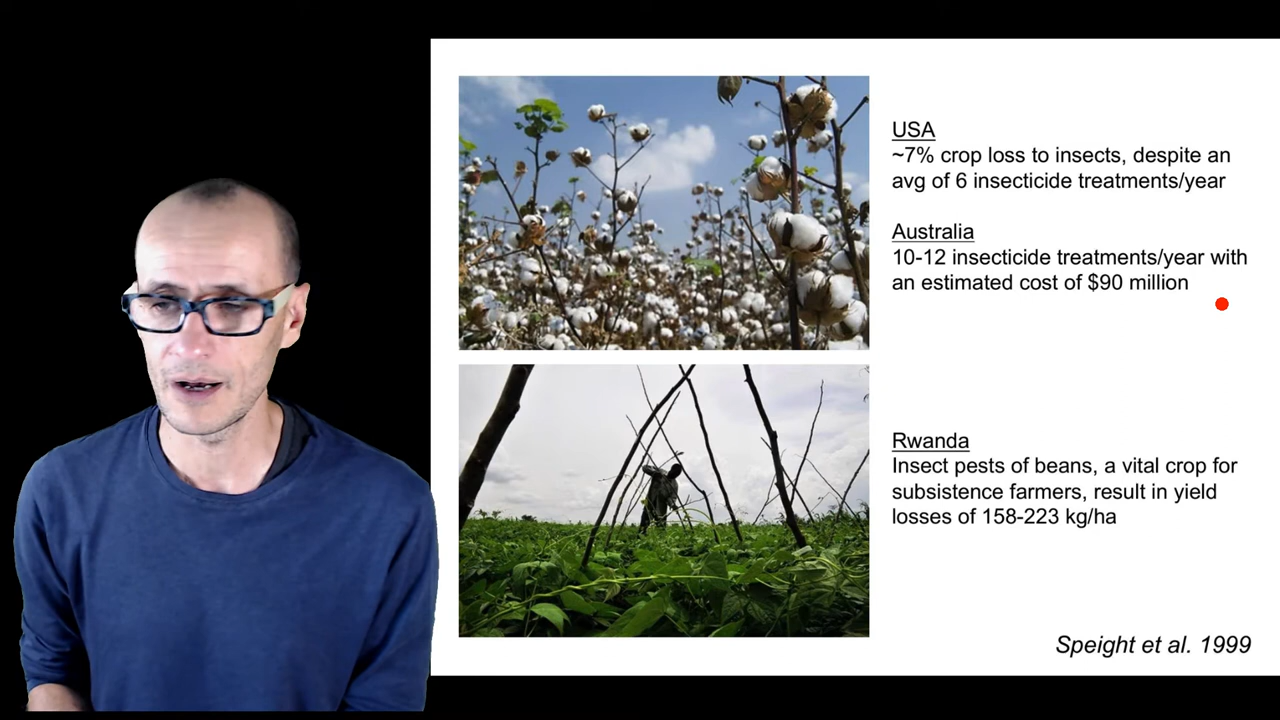 USA
~7% crop loss to insects, despite an
avg of 6 insecticide treatments/year
Australia
10-12 insecticide treatments/year with
an estimated cost of $90 million
Rwanda
Insect pests of beans, a vital crop for
subsistence farmers, result in yield
losses of 158-223 kg/ha
Speight et al. 1999